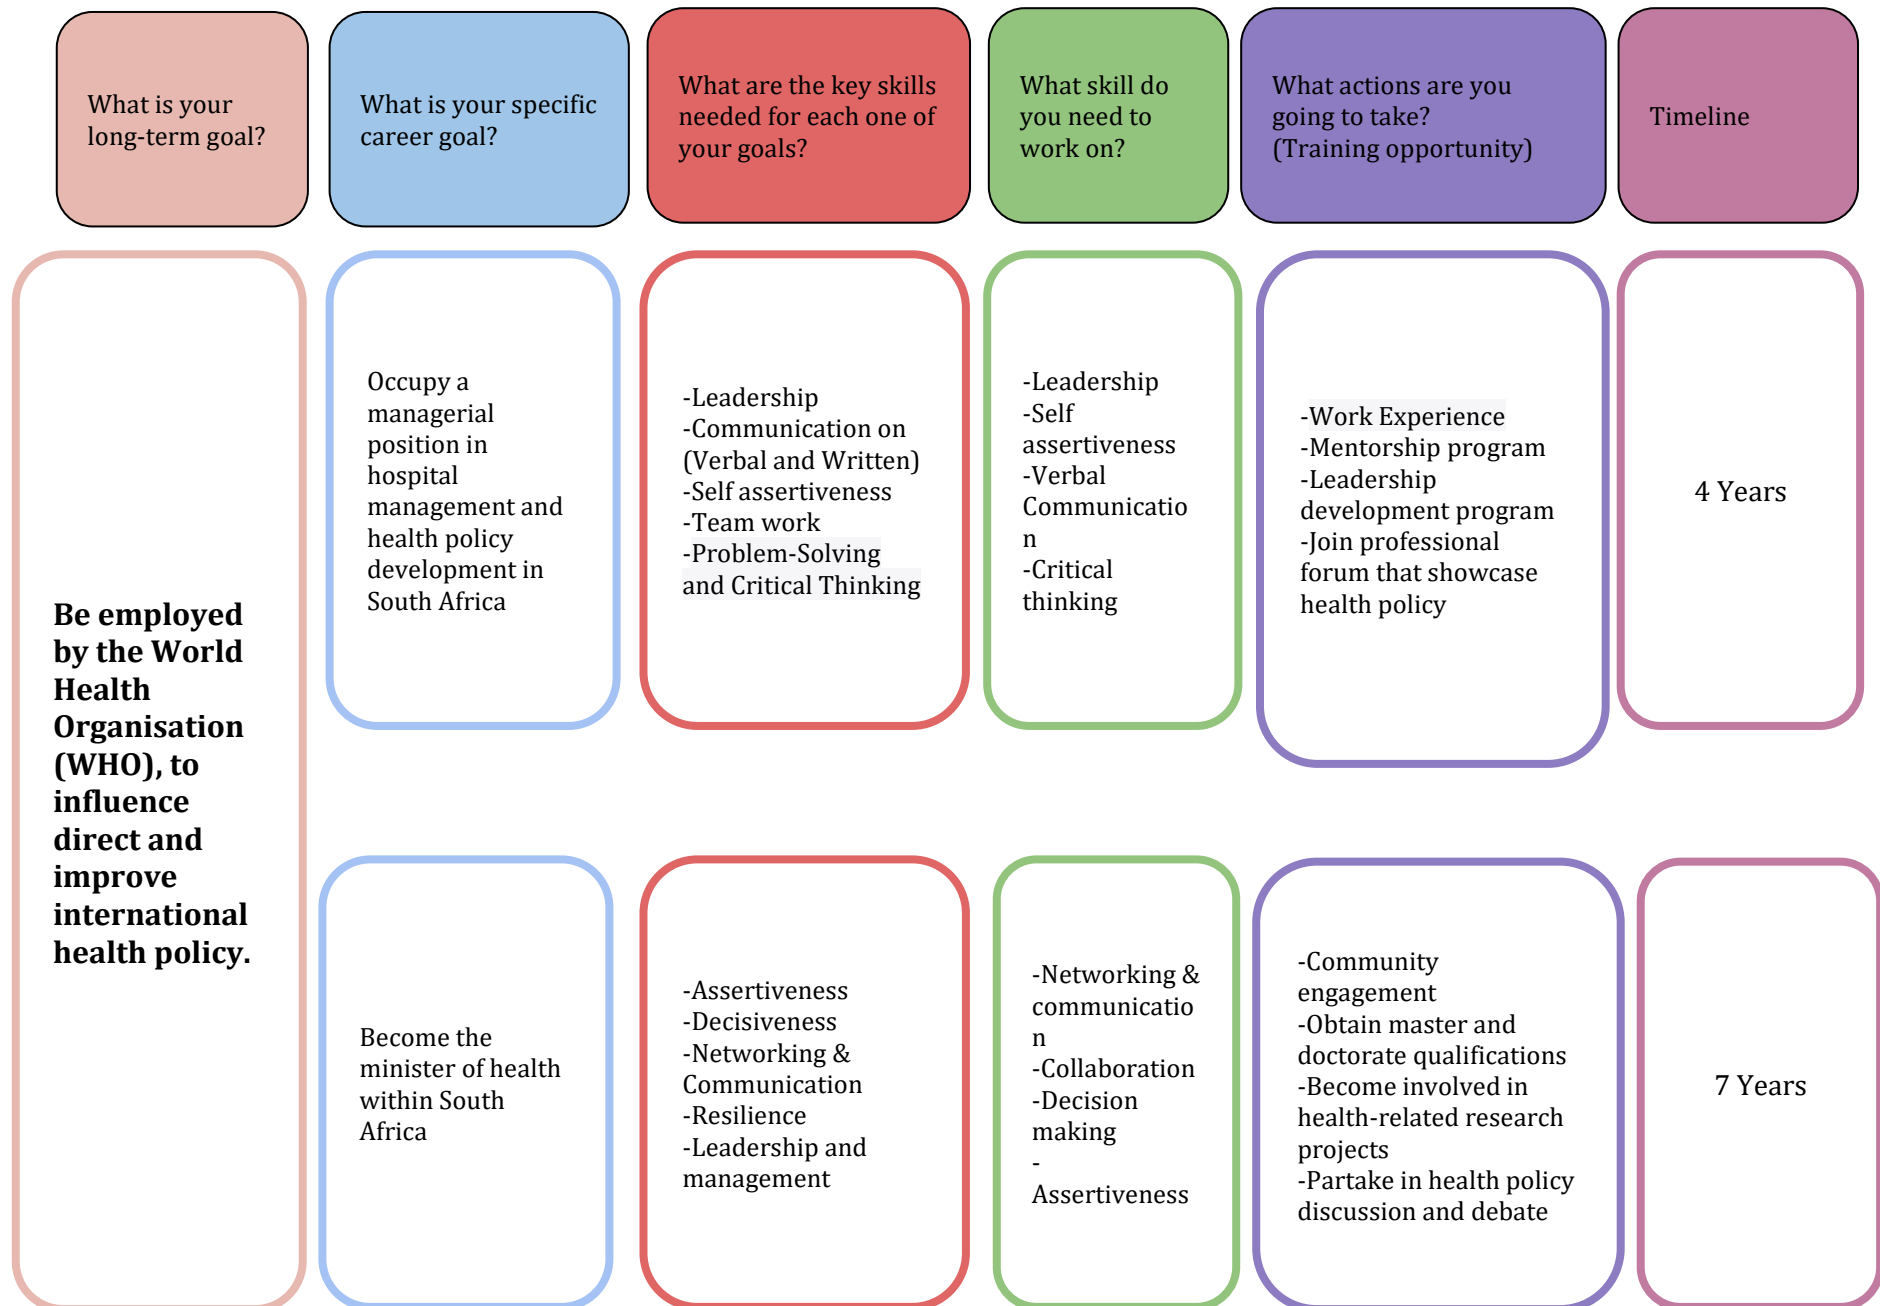 What is your
long-term goal?
What is your specific
career goal?
What are the key skills
needed for each one of
your goals?
What skill do
you need to
work on?
What actions are you
going to take?
(Training opportunity)
Timeline
Be employed
by the World
Health
Organisation
(WHO), to
influence
direct and
improve
international
health policy.
Occupy a
managerial
position in
hospital
management and
health policy
development in
South Africa
-Leadership
-Communication on
(Verbal and Written)
-Self assertiveness
-Team work
-Problem-Solving
and Critical Thinking
-Leadership
-Self
assertiveness
-Verbal
Communicatio
n
-Critical
thinking
-Work Experience
-Mentorship program
-Leadership
development program
-Join professional
forum that showcase
health policy
4 Years
Become the
minister of health
within South
Africa
-Assertiveness
-Decisiveness
-Networking &
Communication
-Resilience
-Leadership and
management
-Networking &
communicatio
n
-Collaboration
-Decision
making
-
Assertiveness
-Community
engagement
-Obtain master and
doctorate qualifications
-Become involved in
health-related research
projects
-Partake in health policy
discussion and debate
7 Years